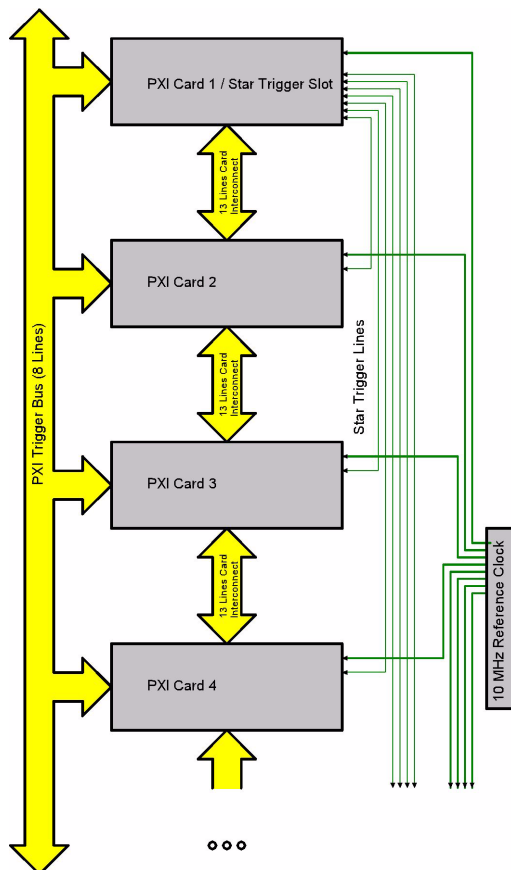 PXI Card 1 / Star Trigger Slot
13 Lines Card
Interconnect
PXI Card 2
PXI Trigger Bus (8 Lines)
Star Trigger Lines
13 Lines Card
Interconnect
PXI Card 3
10 MHz Reference Clock
13 Lines Card
Interconnect
PXI Card 4